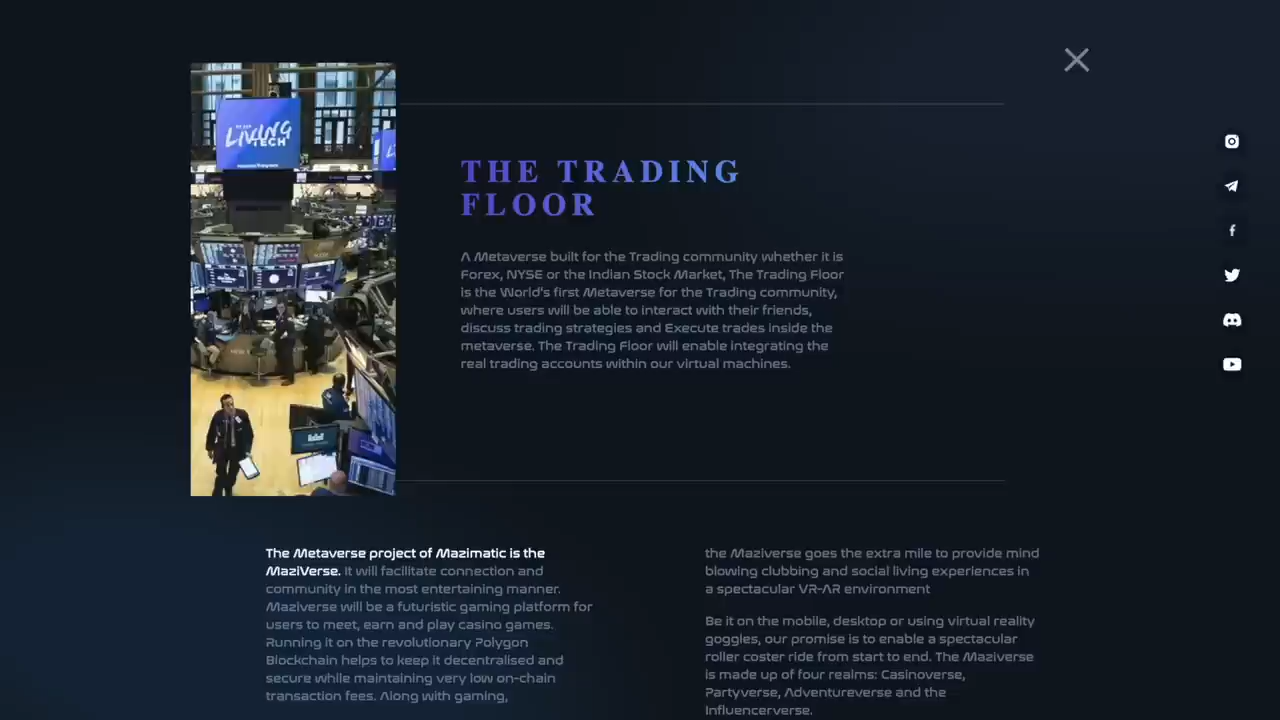 LIVING
TECH
THE TRADING
FLOOR
A Metaverse built for the Trading community whether it is
Forex, NYSE or the Indian Stock Market, The Trading Floor
is the World's first Metaverse for the Trading community,
where users will be able to interact with their friends,
discuss trading strategies and Execute trades inside the
metaverse. The Trading Floor will enable integrating the
real trading accounts within our virtual machines.
The Metaverse project of Mazimatic is the
MaziVerse. It will facilitate connection and
community in the most entertaining manner.
Maziverse will be a futuristic gaming platform for
users to meet, earn and play casino games.
Running it on the revolutionary Polygon
Blockchain helps to keep it decentralised and
secure while maintaining very low on-chain
transaction fees. Along with gaming,
the Maziverse goes the extra mile to provide mind
blowing clubbing and social living experiences in
a spectacular VR-AR environment
Be it on the mobile, desktop or using virtual reality
goggles, our promise is to enable a spectacular
roller coster ride from start to end. The Maziverse
is made up of four realms: Casinoverse,
Partyverse, Adventureverse and the
Influencerverse.